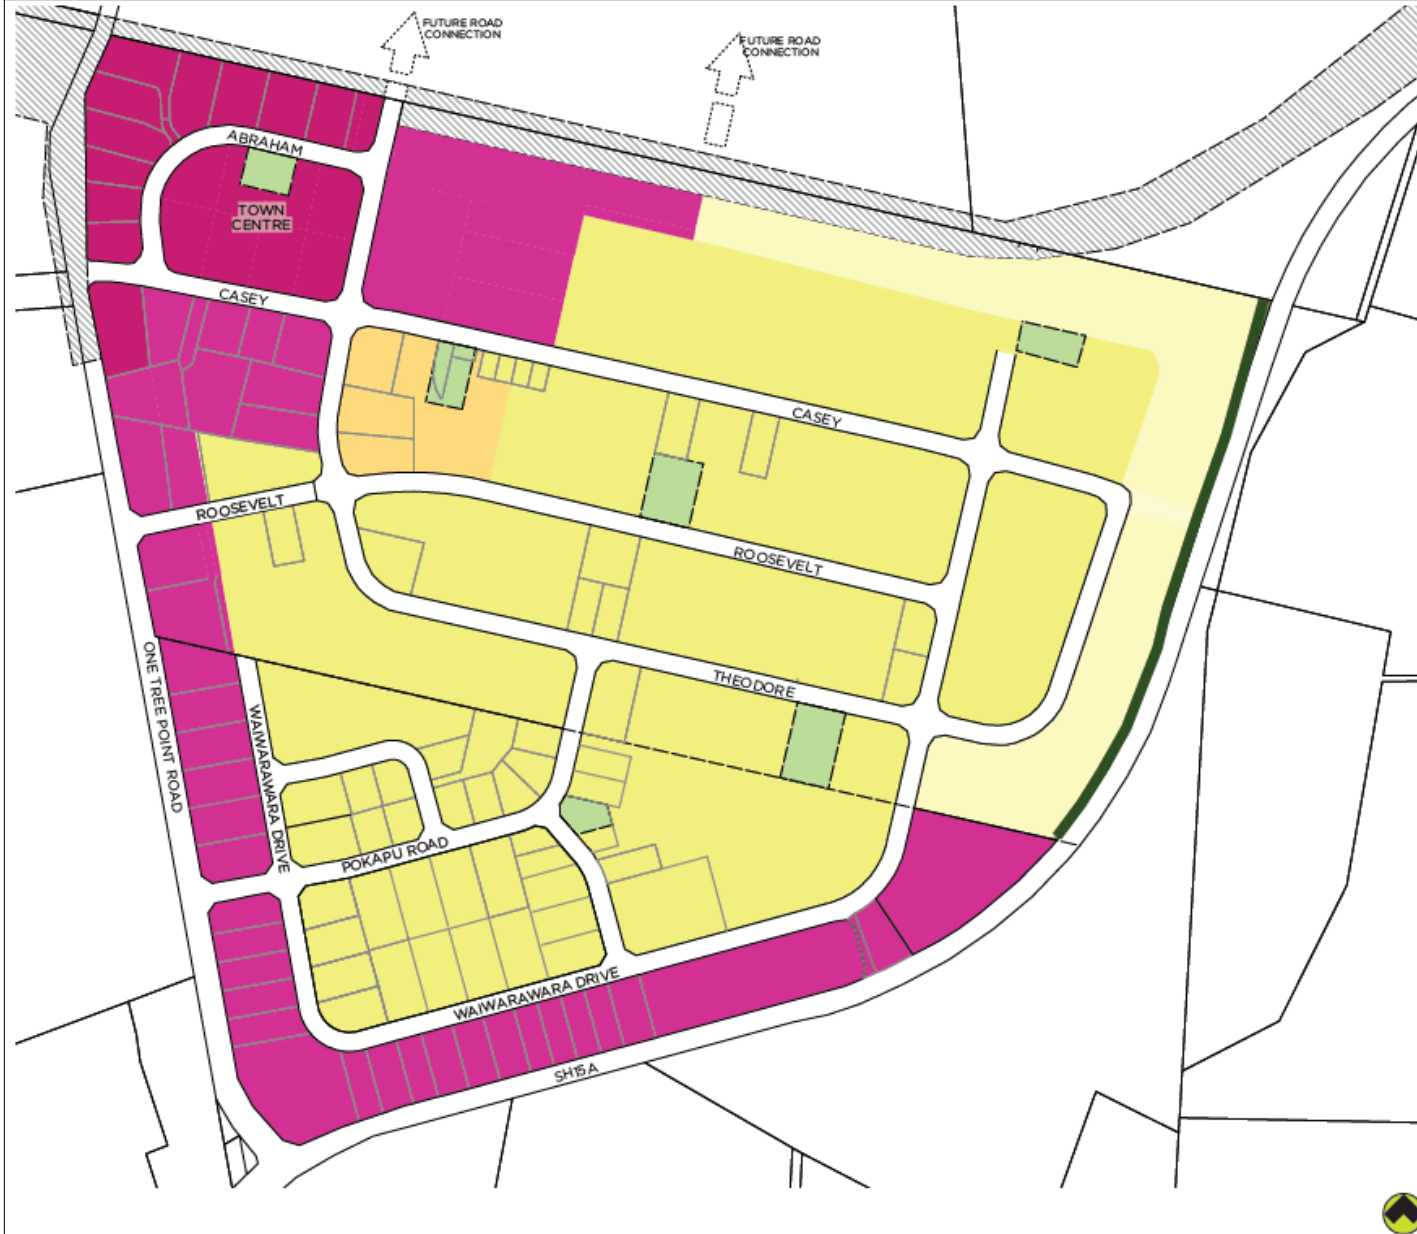 FUTURE ROAD
CONNECTION
FUTURE ROAD
CONNECTION
ABRAHAM
TOWN
CENTRE
CASEY
CASEY
ROOSEVELT
ROOSEVELT
THEODORE
ONE TREE POINT ROAD
WAIWARAWARA DRIVE
POKAPU ROAD
WAIWARAWARA DRIVE
SH15A